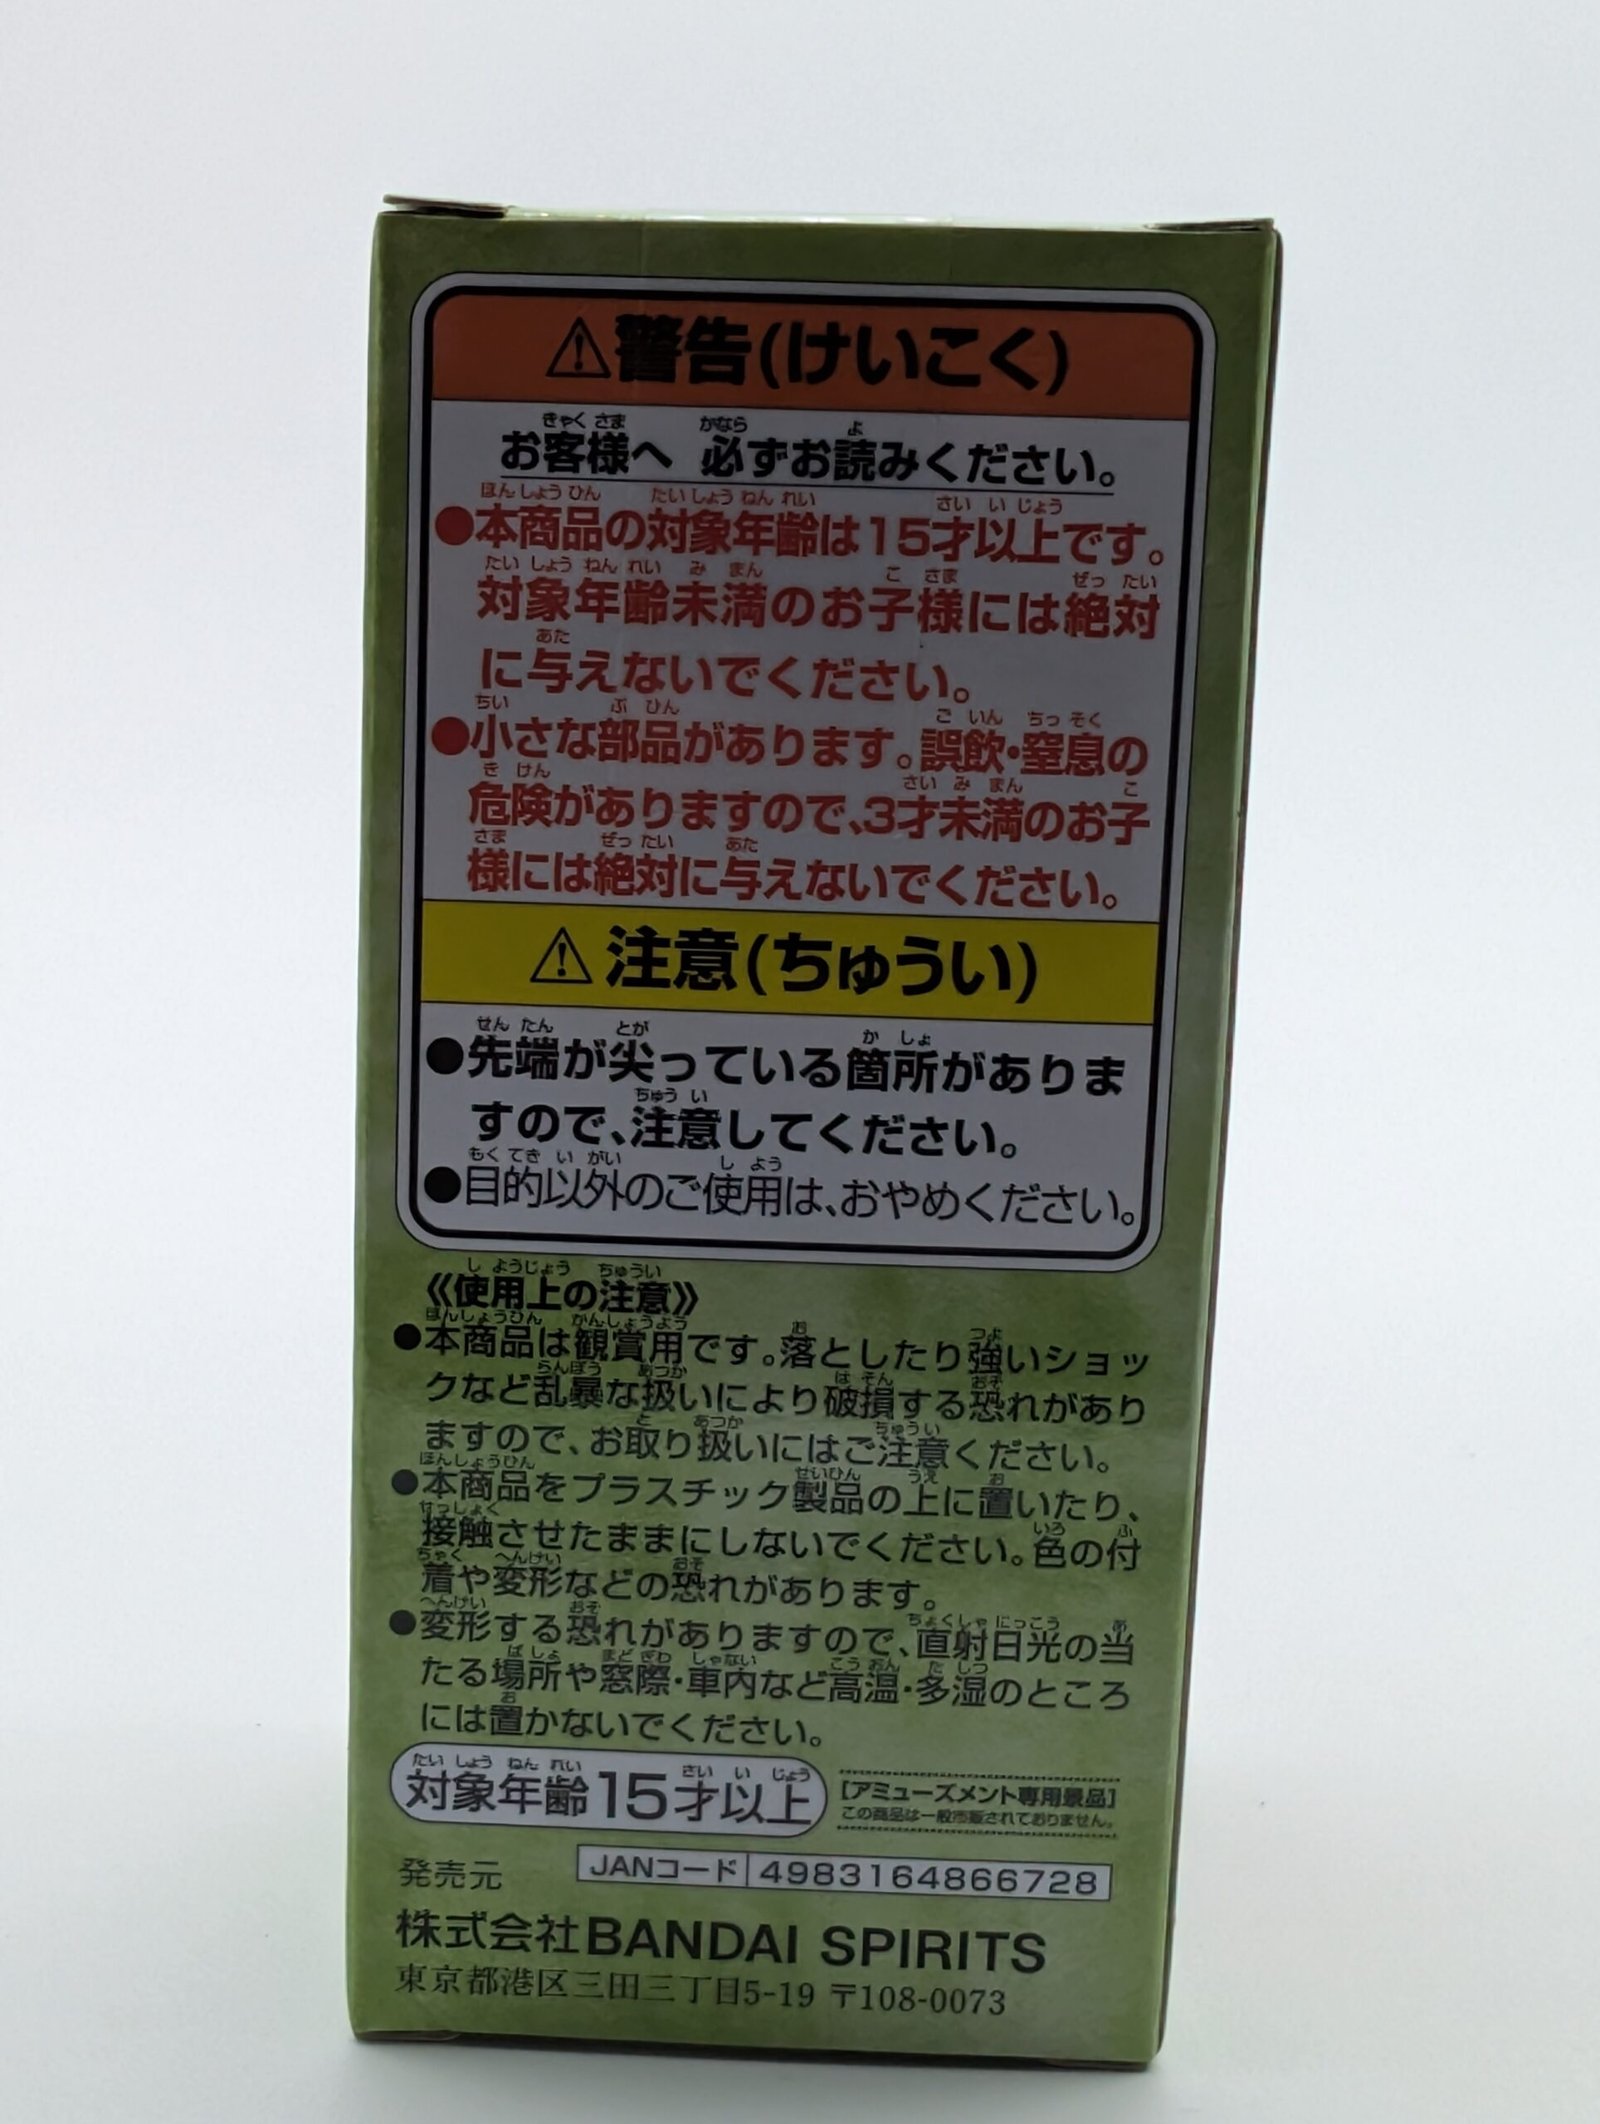 ⚠警告(けいこく)
お客様へ 必ずお読みください。
●本商品の対象年齢は15才以上です。
対象年齢未満のお子様には絶対
に与えないでください。
●小さな部品があります。誤飲・窒息の
危険がありますので、3才未満のお子
様には絶対に与えないでください。
⚠注意(ちゅうい)
●先端が尖っている箇所がありま
すので、注意してください。
●目的以外のご使用は、おやめください。
《使用上の注意》
●本商品は観賞用です。落としたり強いショッ
クなど乱暴な扱いにより破損する恐れがあり
ますので、お取り扱いにはご注意ください。
●本商品をプラスチック製品の上に置いたり、
接触させたままにしないでください。色の付
着や変形などの恐れがあります。
●変形する恐れがありますので、直射日光の当
たる場所や窓際・車内など高温・多湿のところ
には置かないでください。
対象年齢15才以上
[アミューズメント専用景品]
この商品は一般市販されておりません。
発売元
JANコード 4983164866728
株式会社BANDAI SPIRITS
東京都港区三田三丁目5-19 〒108-0073